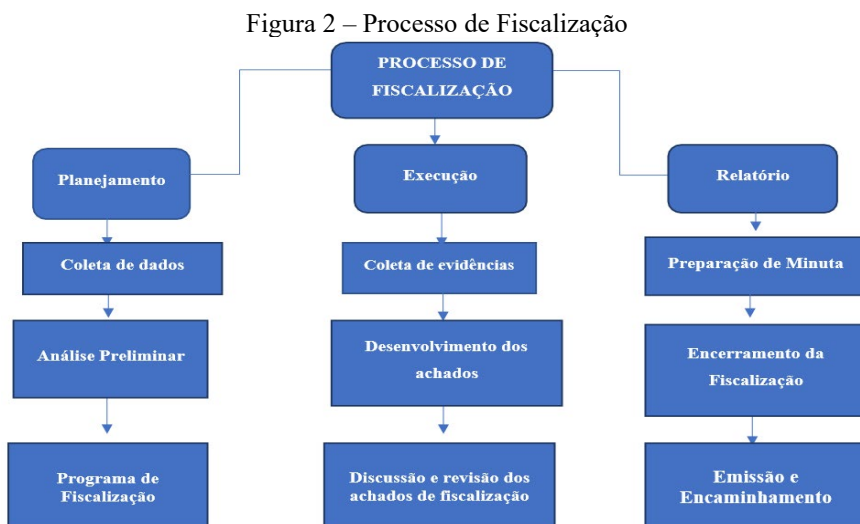 Figura 2 – Processo de Fiscalização
PROCESSO DE
FISCALIZAÇÃO
Planejamento
Execução
Relatório
Coleta de dados
Coleta de evidências
Preparação de Minuta
Análise Preliminar
Desenvolvimento dos
achados
Encerramento da
Fiscalização
Programa de
Fiscalização
Discussão e revisão dos
achados de fiscalização
Emissão e
Encaminhamento